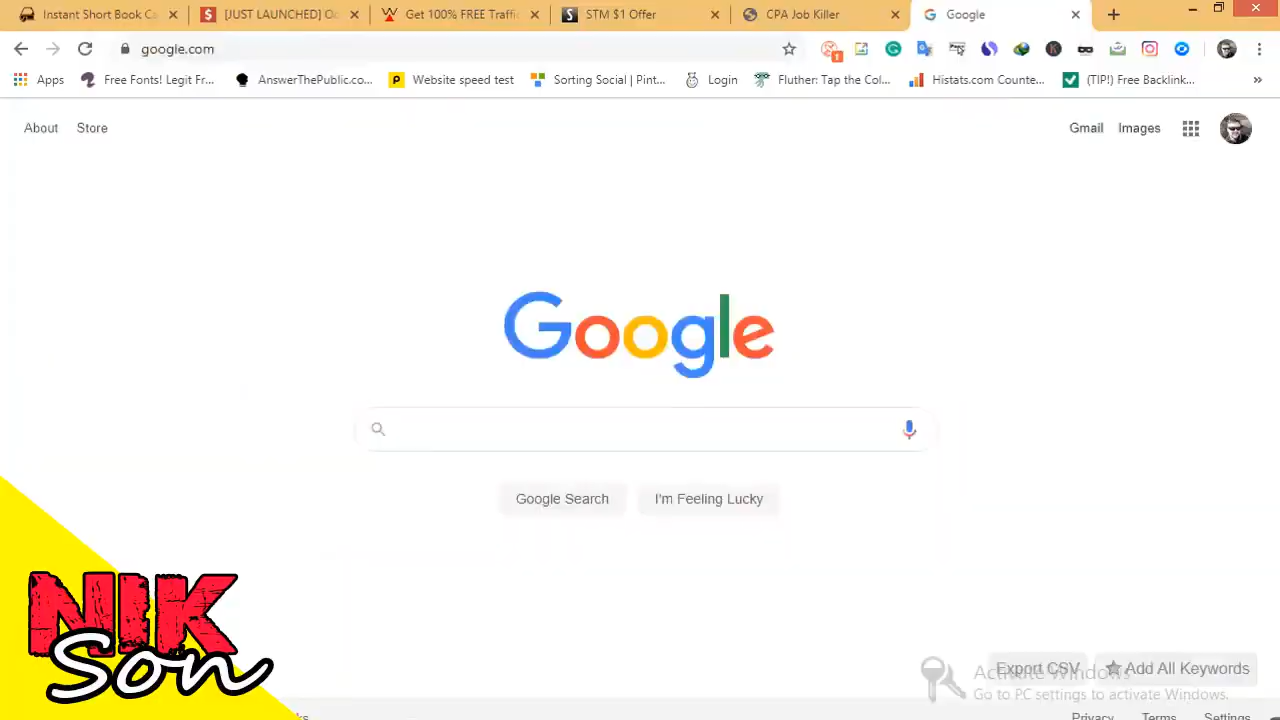 Instant Short Book Ca
[JUST LAUNCHED]
Get 100% FREE Traffi
STM $1 Offer
CPA Job Killer
Google
google.com
1
Apps
Free Fonts! Legit Fr...
AnswerThePublic.co...
Website speed test
Sorting Social | Pint...
Login
Fluther: Tap the Col...
Histats.com Counte...
(TIP!) Free Backlink...
»
About
Store
Gmail
Images
Google
Google Search
I'm Feeling Lucky
NIK
Son
Export CSV
Add All Keywords
Activate Windows
Go to PC settings to activate Windows.
Privacy
Terms
Settings